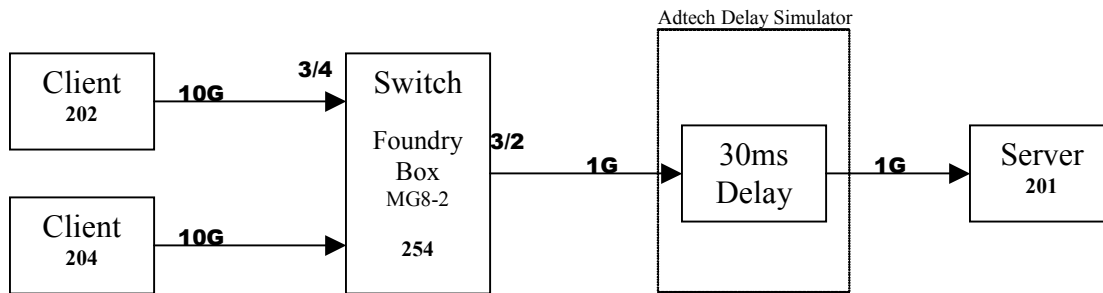 Adtech Delay Simulator
Client
202
10G
3/4
Switch
Foundry
Box
MG8-2
254
3/2
1G
30ms
Delay
1G
Server
201
Client
204
10G